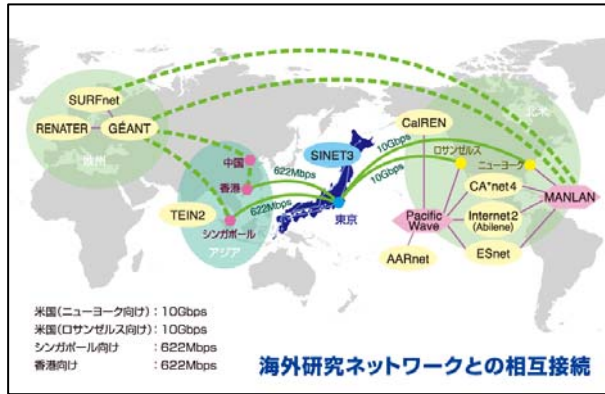 SURFnet
RENATER
GÉANT
欧州
中国
香港
TEIN2
シンガポール
アジア
622Mbps
622Mbps
SINET3
東京
10Gbps
10Gbps
CalREN
北米
ロサンゼルス
ニューヨーク
CA*net4
MANLAN
Pacific
Wave
Internet2
(Abilene)
ESnet
AARnet
米国(ニューヨーク向け):10Gbps
米国(ロサンゼルス向け):10Gbps
シンガポール向け :622Mbps
香港向け :622Mbps
海外研究ネットワークとの相互接続